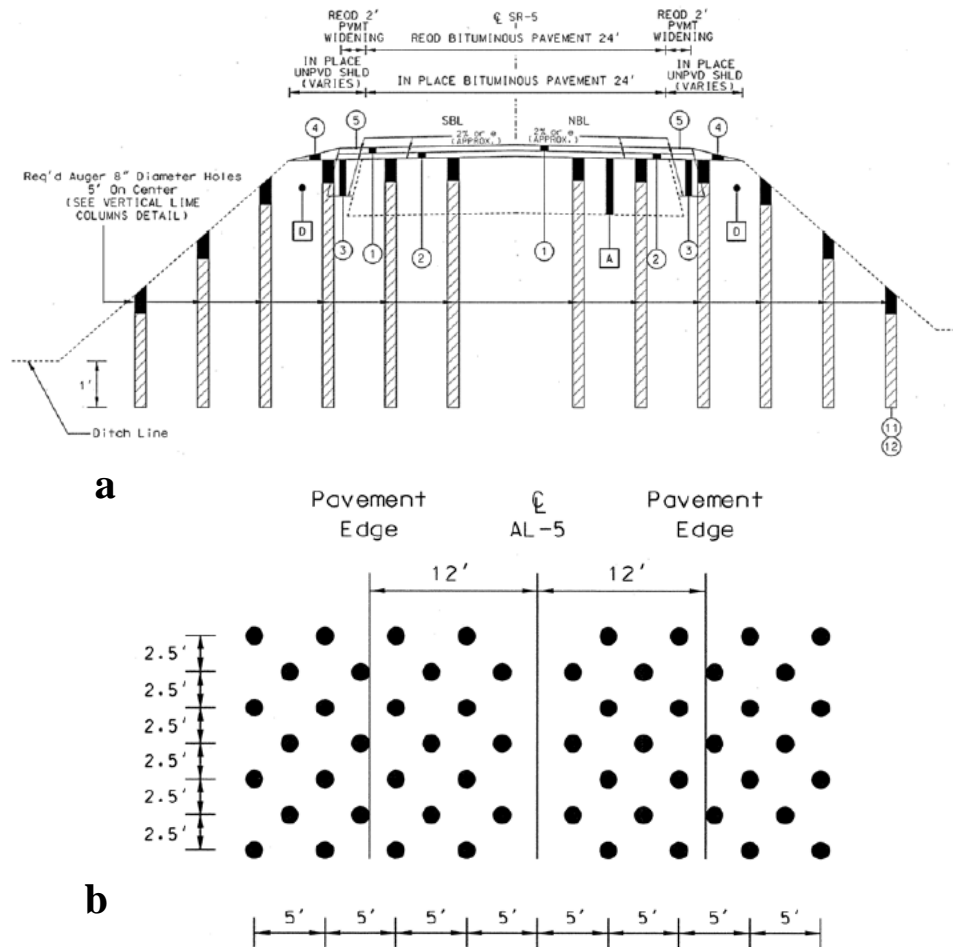 REQD 2'
PVMT
WIDENING
℄ SR-5
REQD BITUMINOUS PAVEMENT 24'
REQD 2'
PVMT
WIDENING
IN PLACE
UNPVD SHLD
(VARIES)
IN PLACE BITUMINOUS PAVEMENT 24'
IN PLACE
UNPVD SHLD
(VARIES)
4
5
SBL
2% or e
(APPROX.)
NBL
2% or e
(APPROX.)
5
4
Req'd Auger 8" Diameter Holes
5' On Center
(SEE VERTICAL LIME
COLUMNS DETAIL)
D
3
1
2
1
A
2
3
D
1'
Ditch Line
11
12
a
Pavement
Edge
℄
AL-5
Pavement
Edge
12'
12'
2.5'
2.5'
2.5'
2.5'
2.5'
2.5'
b
5'
5'
5'
5'
5'
5'
5'
5'